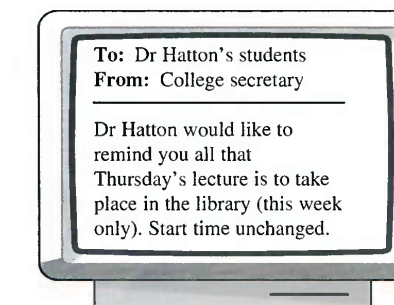 To: Dr Hatton's students
From: College secretary
Dr Hatton would like to
remind you all that
Thursday's lecture is to take
place in the library (this week
only). Start time unchanged.